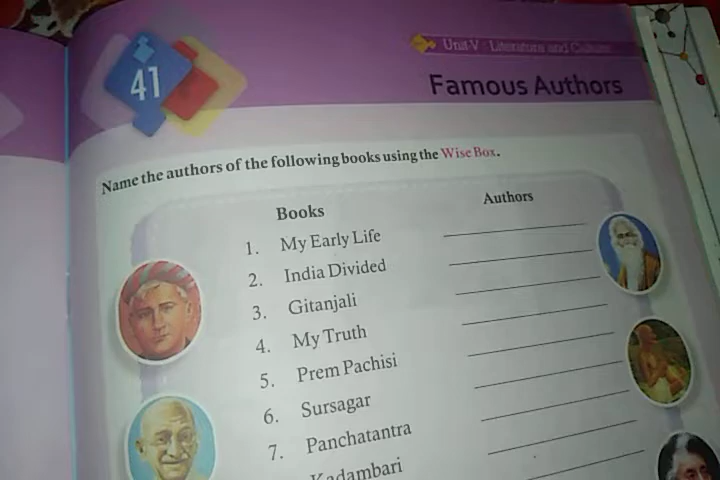 Unit-V : Literature and Culture
41
Famous Authors
Name the authors of the following books using the Wise Box.
Books Authors
1. My Early Life
2. India Divided
3. Gitanjali
4. My Truth
5. Prem Pachisi
6. Sursagar
7. Panchatantra
Kadambari